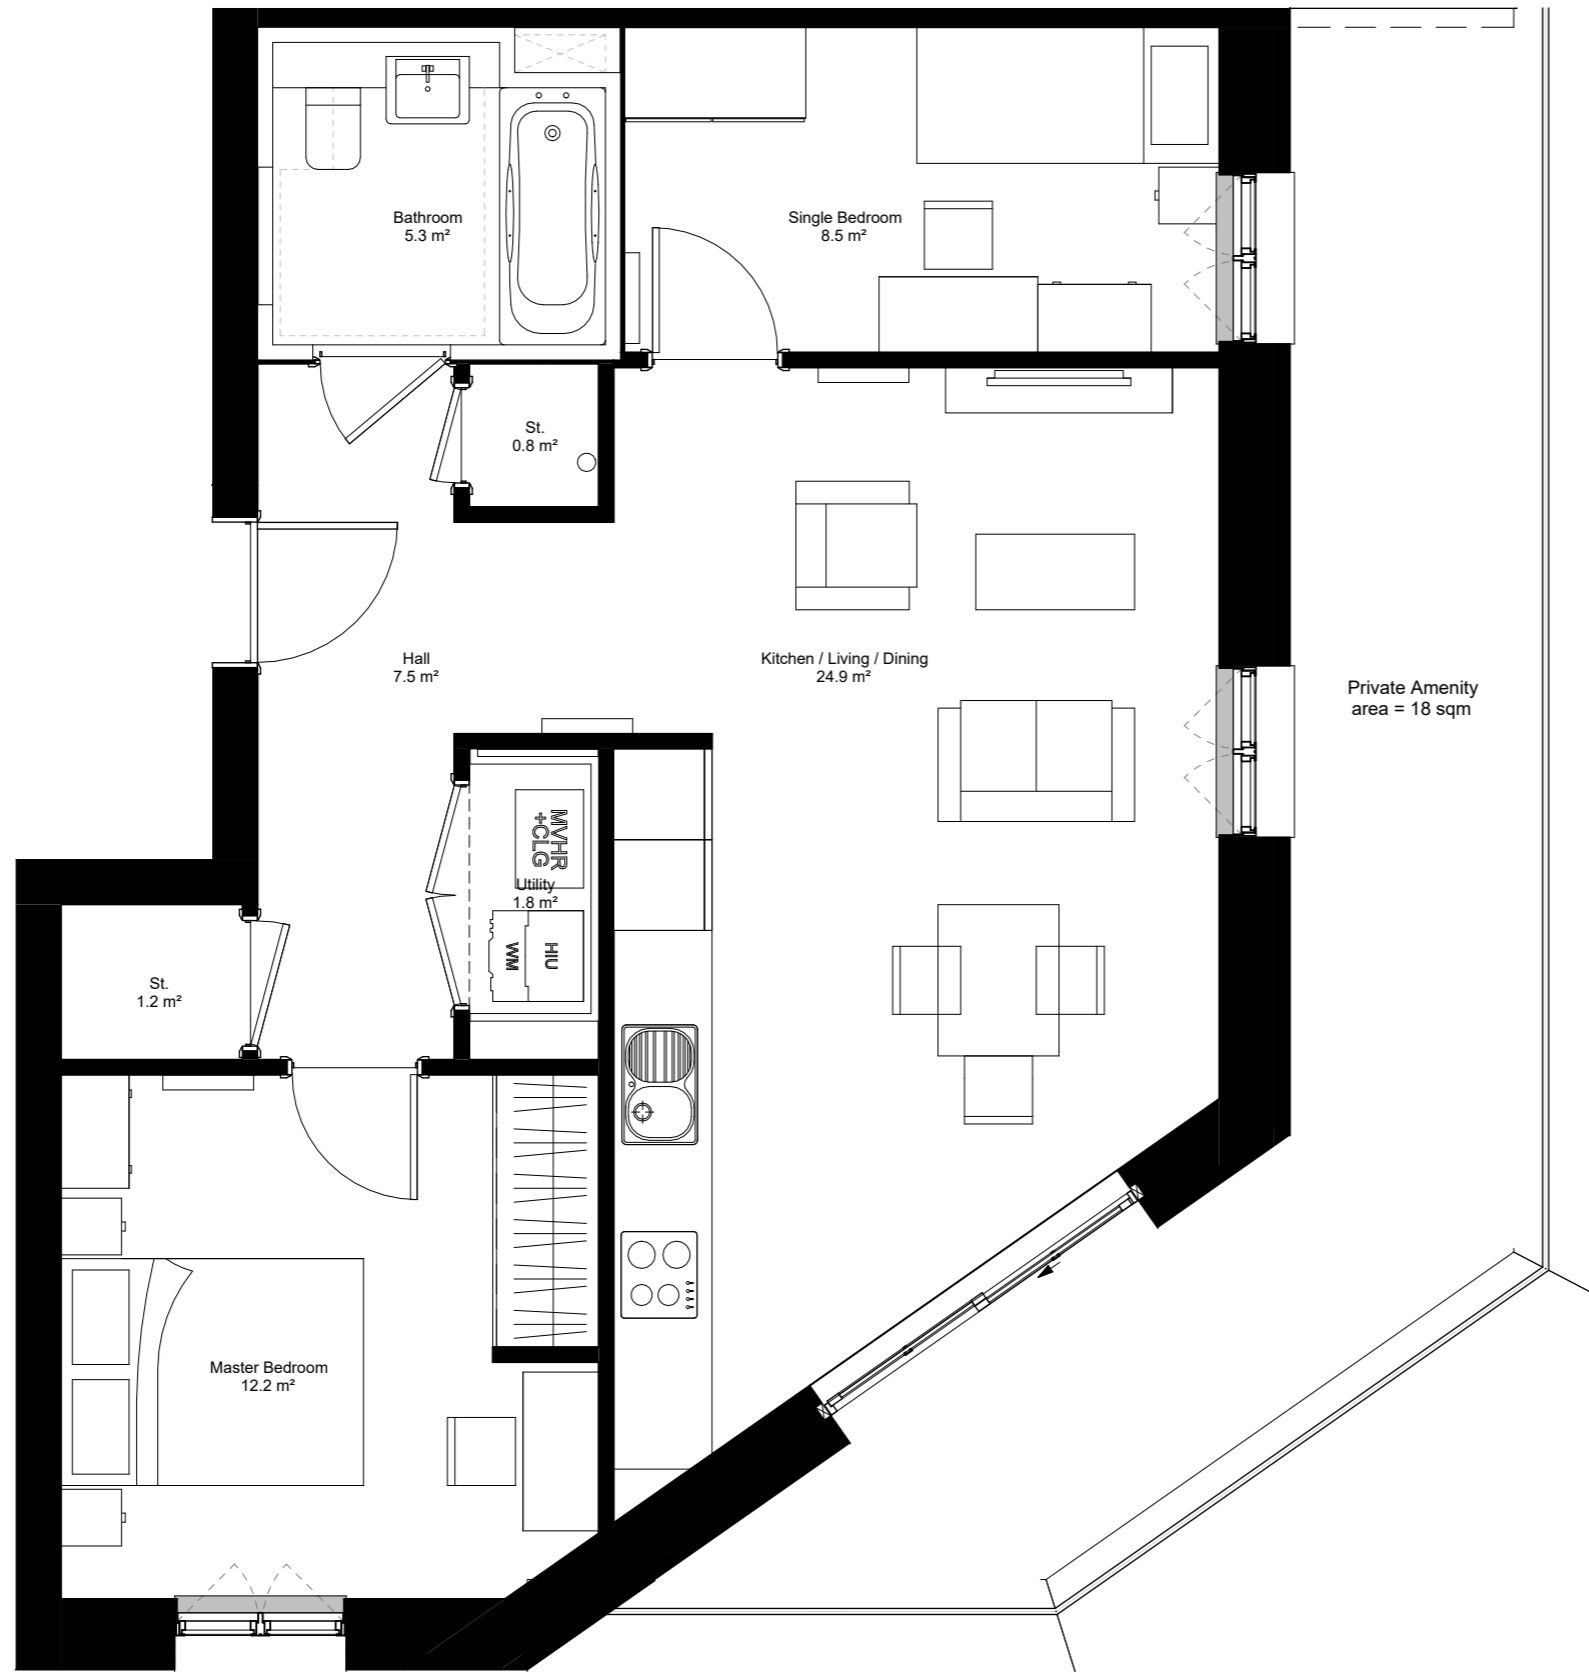 Bathroom
5.3 m²
Single Bedroom
8.5 m²
St.
0.8 m²
Hall
7.5 m²
Kitchen / Living / Dining
24.9 m²
Private Amenity
area = 18 sqm
MVHR
+CLG
Utility
1.8 m²
HIU
WM
St.
1.2 m²
Master Bedroom
12.2 m²